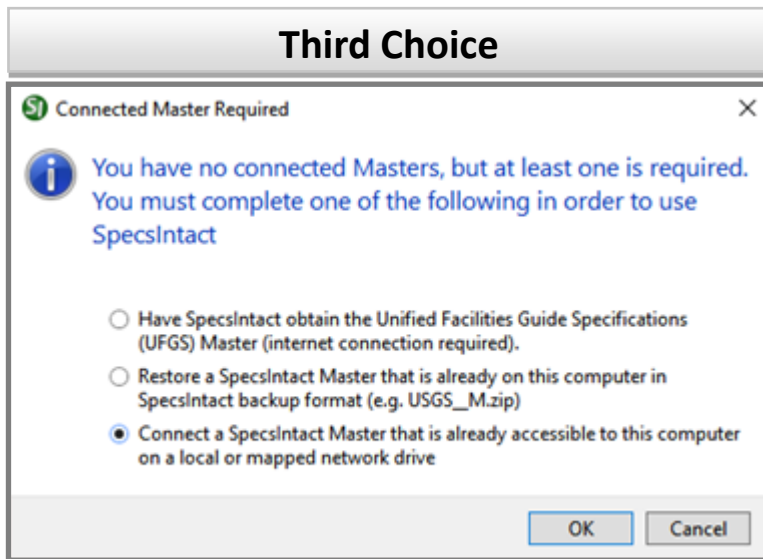 Third Choice
SI Connected Master Required
You have no connected Masters, but at least one is required.
You must complete one of the following in order to use
SpecsIntact
Have SpecsIntact obtain the Unified Facilities Guide Specifications
(UFGS) Master (internet connection required).
Restore a SpecsIntact Master that is already on this computer in
SpecsIntact backup format (e.g. USGS__M.zip)
Connect a SpecsIntact Master that is already accessible to this computer
on a local or mapped network drive
OK Cancel